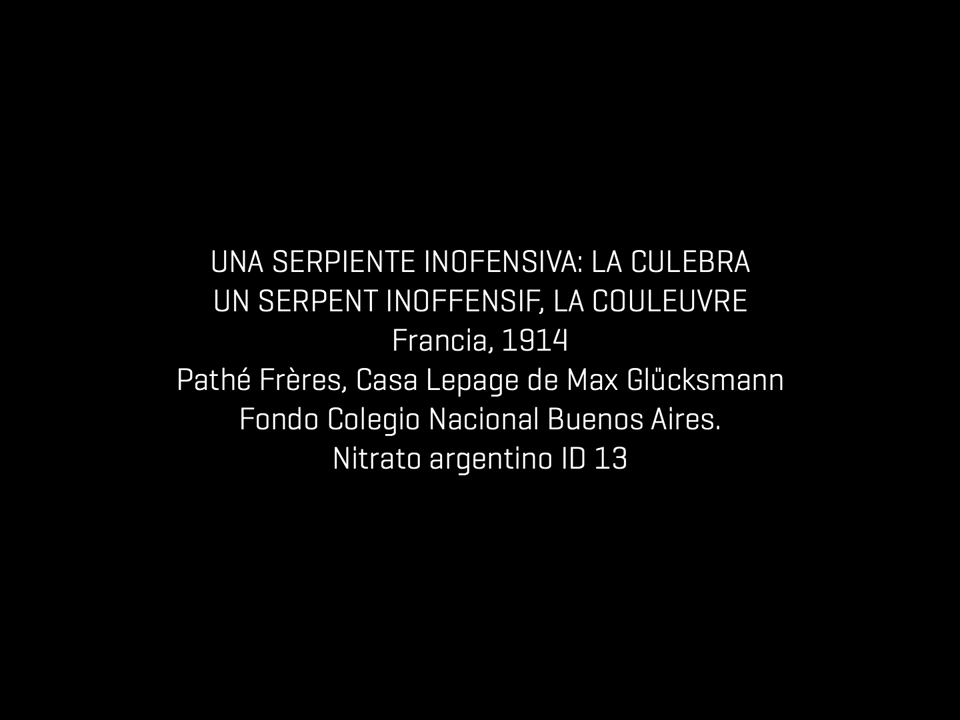 UNA SERPIENTE INOFENSIVA: LA CULEBRA
UN SERPENT INOFFENSIF, LA COULEUVRE
Francia, 1914
Pathé Frères, Casa Lepage de Max Glücksmann
Fondo Colegio Nacional Buenos Aires.
Nitrato argentino ID 13